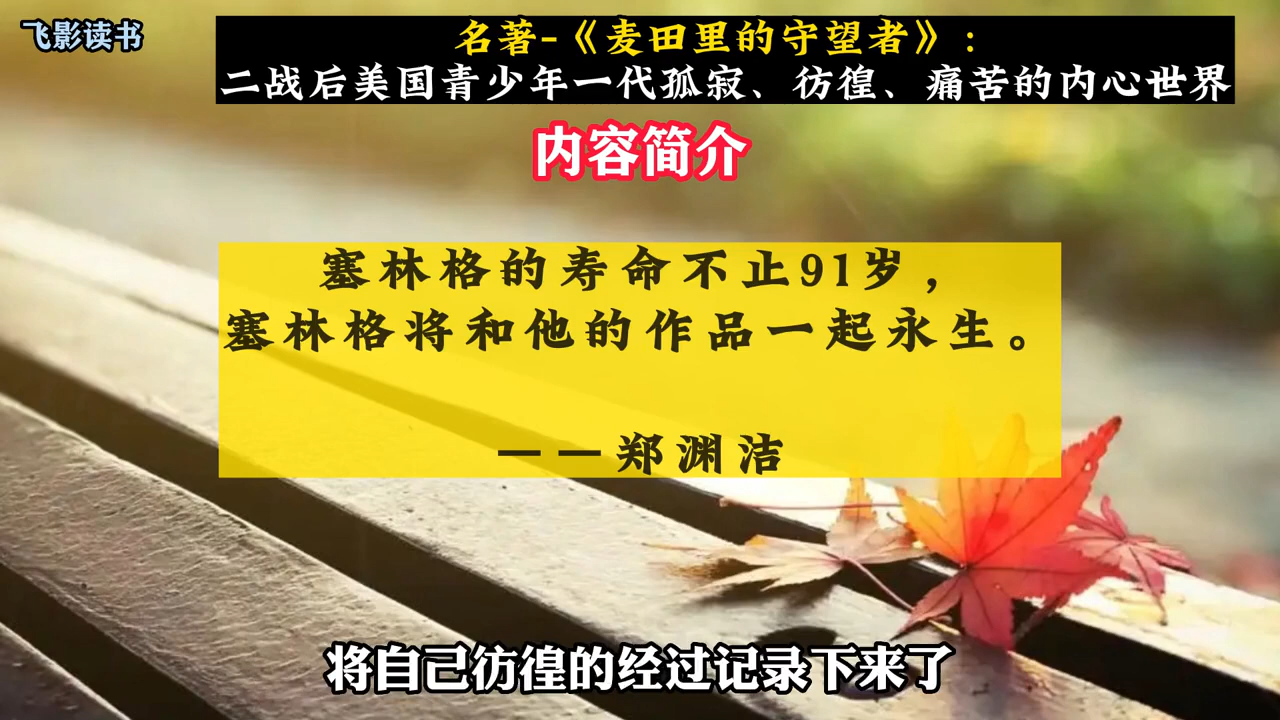 飞影读书
名著-《麦田里的守望者》:
二战后美国青少年一代孤寂、彷徨、痛苦的内心世界
内容简介
塞林格的寿命不止91岁，
塞林格将和他的作品一起永生。
——郑渊洁
将自己彷徨的经过记录下来了